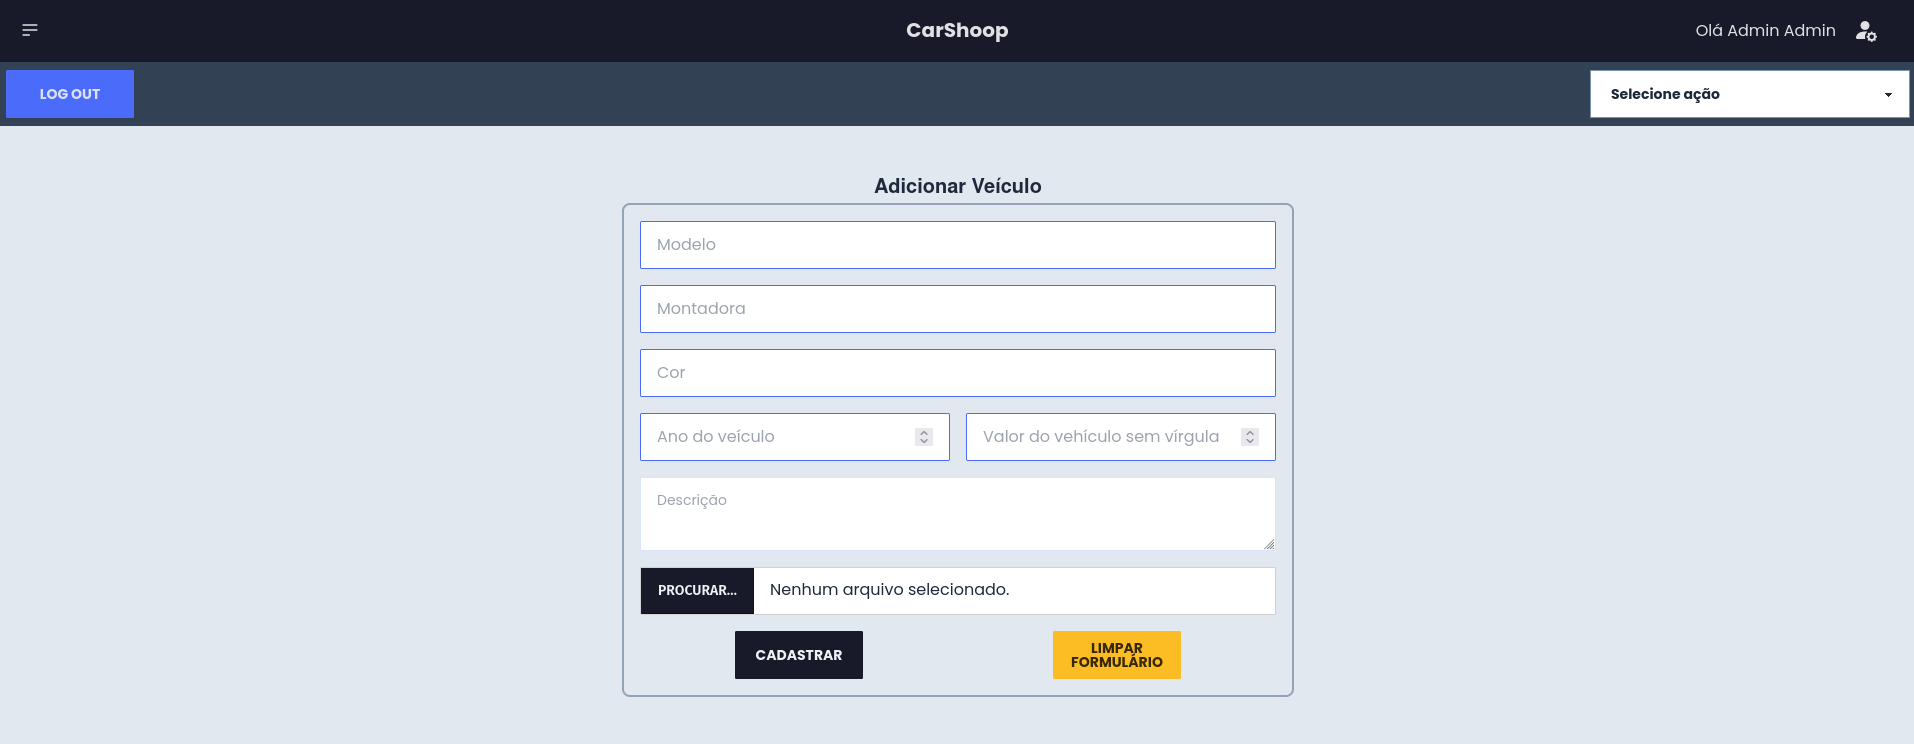 CarShoop
Olá Admin Admin
LOG OUT
Selecione ação
Adicionar Veículo
Modelo
Montadora
Cor
Ano do veículo
Valor do vehículo sem vírgula
Descrição
PROCURAR...
Nenhum arquivo selecionado.
CADASTRAR
LIMPAR
FORMULÁRIO